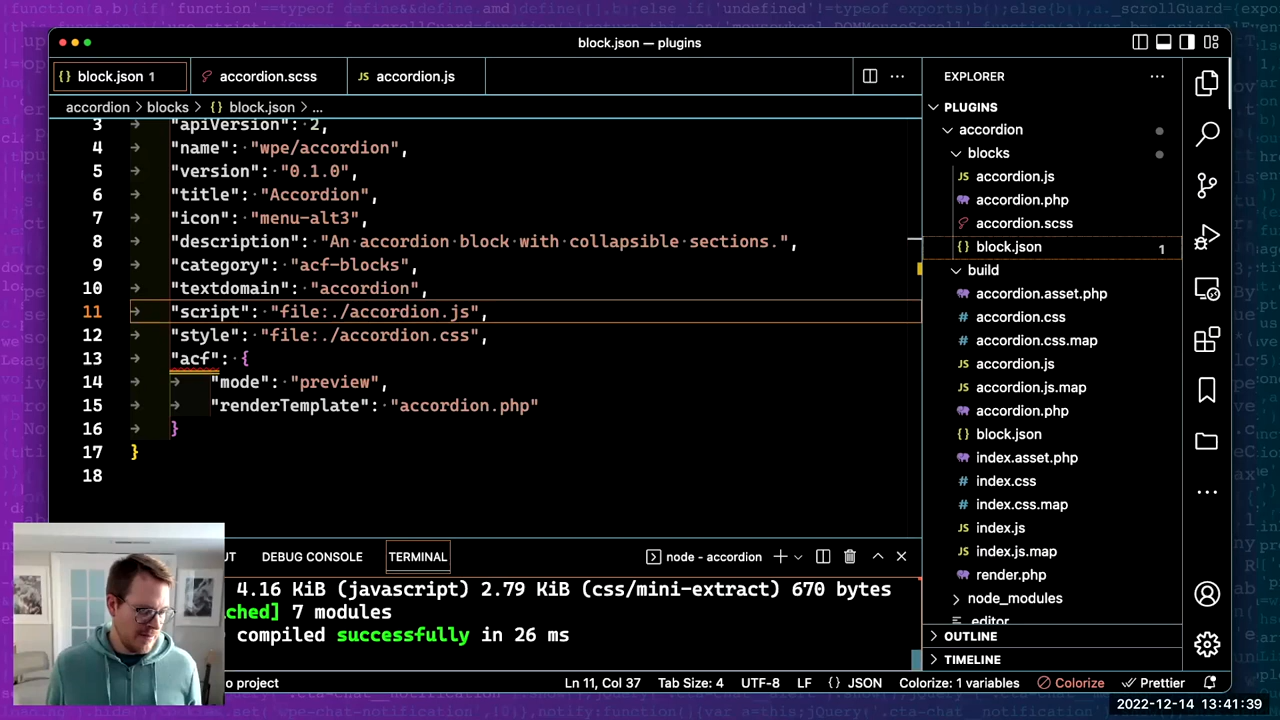 block.json — plugins
{} block.json 1
accordion.scss
JS accordion.js
accordion > blocks > {} block.json > ...
3 "apiVersion": 2,
4 "name": "wpe/accordion",
5 "version": "0.1.0",
6 "title": "Accordion",
7 "icon": "menu-alt3",
8 "description": "An accordion block with collapsible sections.",
9 "category": "acf-blocks",
10 "textdomain": "accordion",
11 "script": "file:./accordion.js",
12 "style": "file:./accordion.css",
13 "acf": {
14 "mode": "preview",
15 "renderTemplate": "accordion.php"
16 }
17 }
18
UT
DEBUG CONSOLE
TERMINAL
node - accordion
4.16 KiB (javascript) 2.79 KiB (css/mini-extract) 670 bytes
ched] 7 modules
compiled successfully in 26 ms
EXPLORER
PLUGINS
accordion
blocks
JS accordion.js
accordion.php
accordion.scss
{} block.json 1
build
accordion.asset.php
# accordion.css
# accordion.css.map
JS accordion.js
JS accordion.js.map
accordion.php
{} block.json
index.asset.php
# index.css
# index.css.map
JS index.js
JS index.js.map
render.php
node_modules
.editor
OUTLINE
TIMELINE
o project
Ln 11, Col 37
Tab Size: 4
UTF-8
LF
{} JSON
Colorize: 1 variables
Colorize
Prettier
2022-12-14 13:41:39